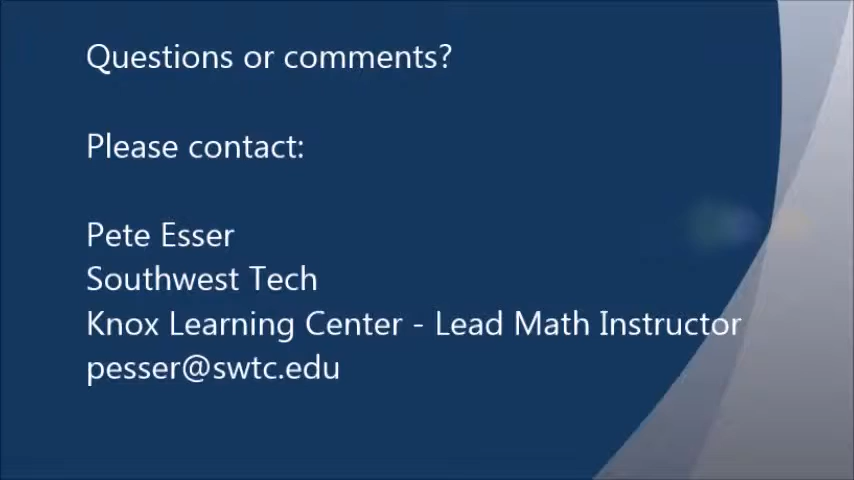 Questions or comments?
Please contact:
Pete Esser
Southwest Tech
Knox Learning Center - Lead Math Instructor
pesser@swtc.edu